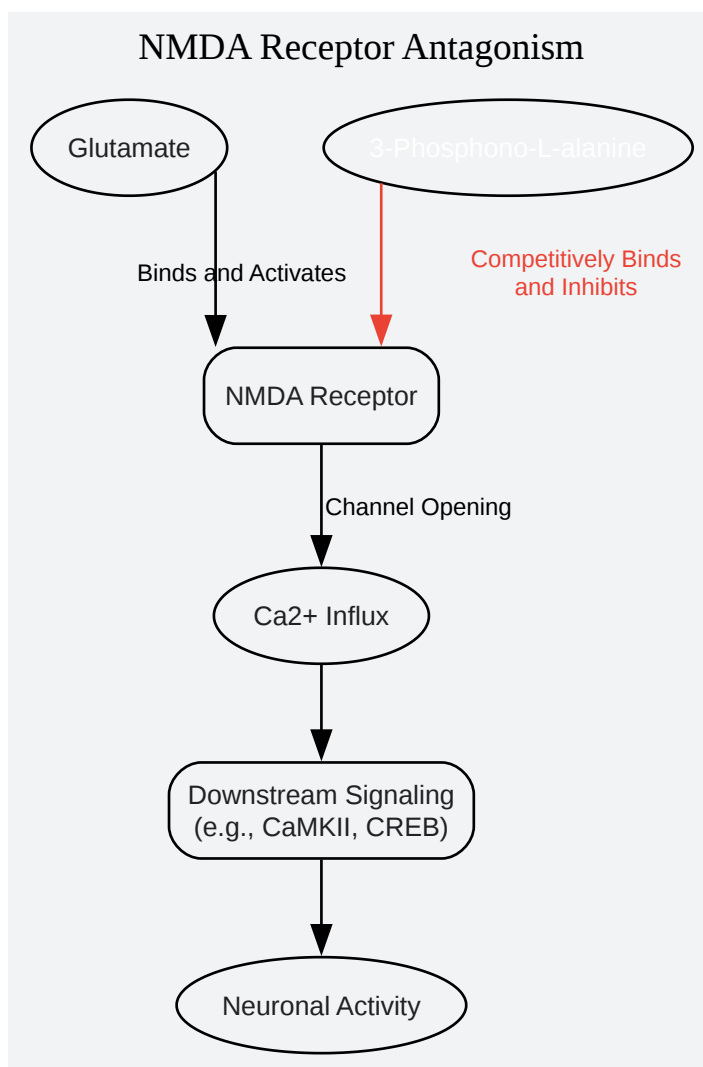 NMDA Receptor Antagonism
Glutamate
3-Phosphono-L-alanine
Binds and Activates
Competitively Binds
and Inhibits
NMDA Receptor
Channel Opening
Ca2+ Influx
Downstream Signaling
(e.g., CaMKII, CREB)
Neuronal Activity